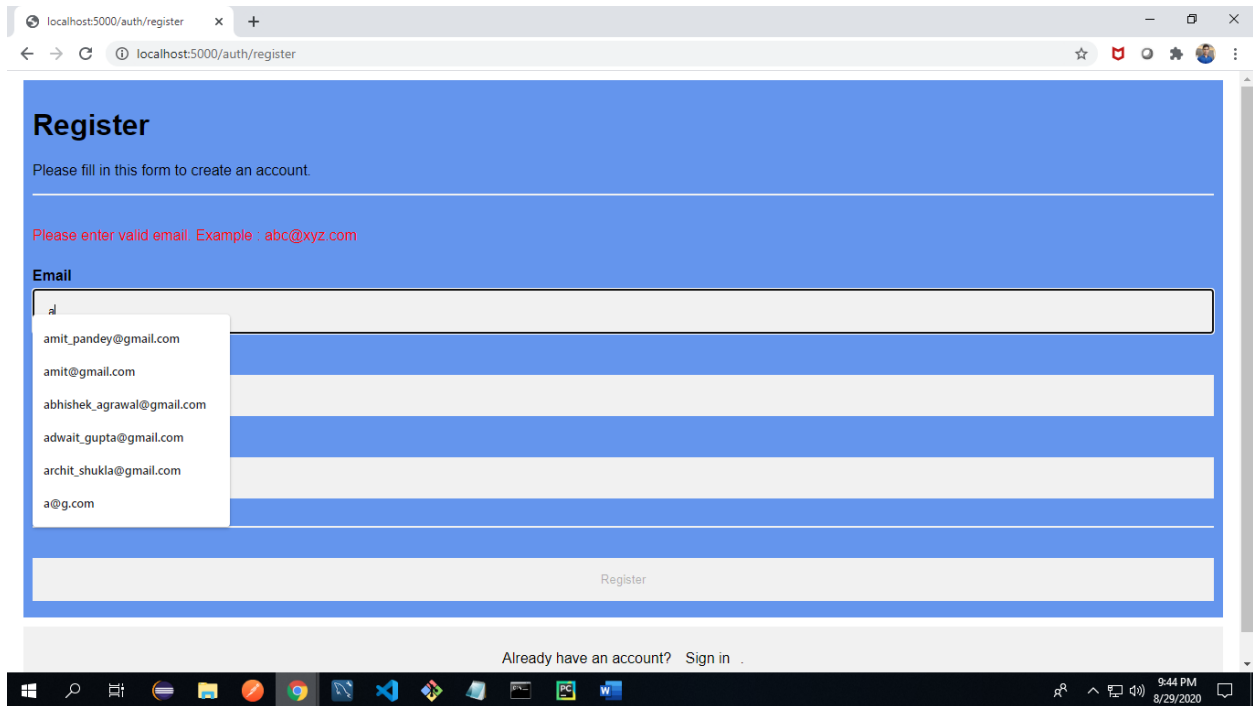 localhost:5000/auth/register
localhost:5000/auth/register
Register
Please fill in this form to create an account.
Please enter valid email. Example : abc@xyz.com
Email
a
amit_pandey@gmail.com
amit@gmail.com
abhishek_agrawal@gmail.com
adwait_gupta@gmail.com
archit_shukla@gmail.com
a@g.com
Register
Already have an account? Sign in .
PC
W
9:44 PM
8/29/2020